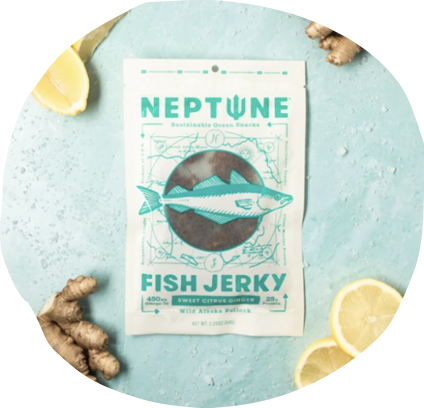 NEPTUNE
Sustainable Ocean Snacks
FISH JERKY
SWEET CITRUS GINGER
Wild Alaska Pollock